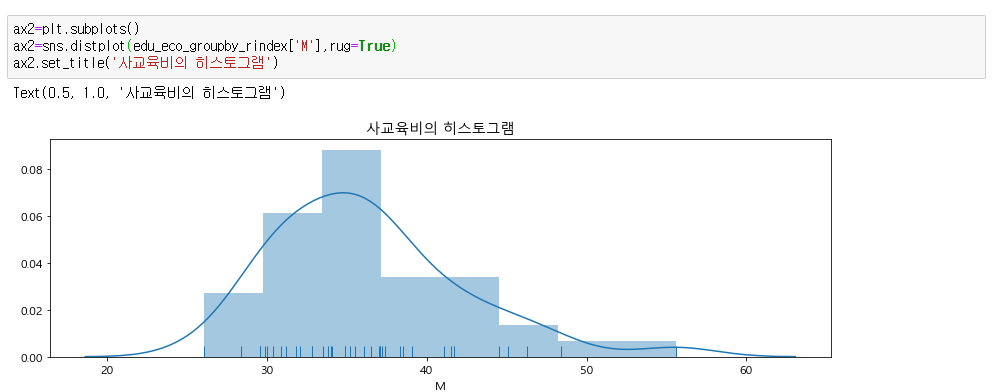 ax2=plt.subplots()
ax2=sns.distplot(edu_eco_groupby_rindex['M'],rug=True)
ax2.set_title('사교육비의 히스토그램')
Text(0.5, 1.0, '사교육비의 히스토그램')
사교육비의 히스토그램
0.08
0.06
0.04
0.02
0.00
20 30 40 50 60
M